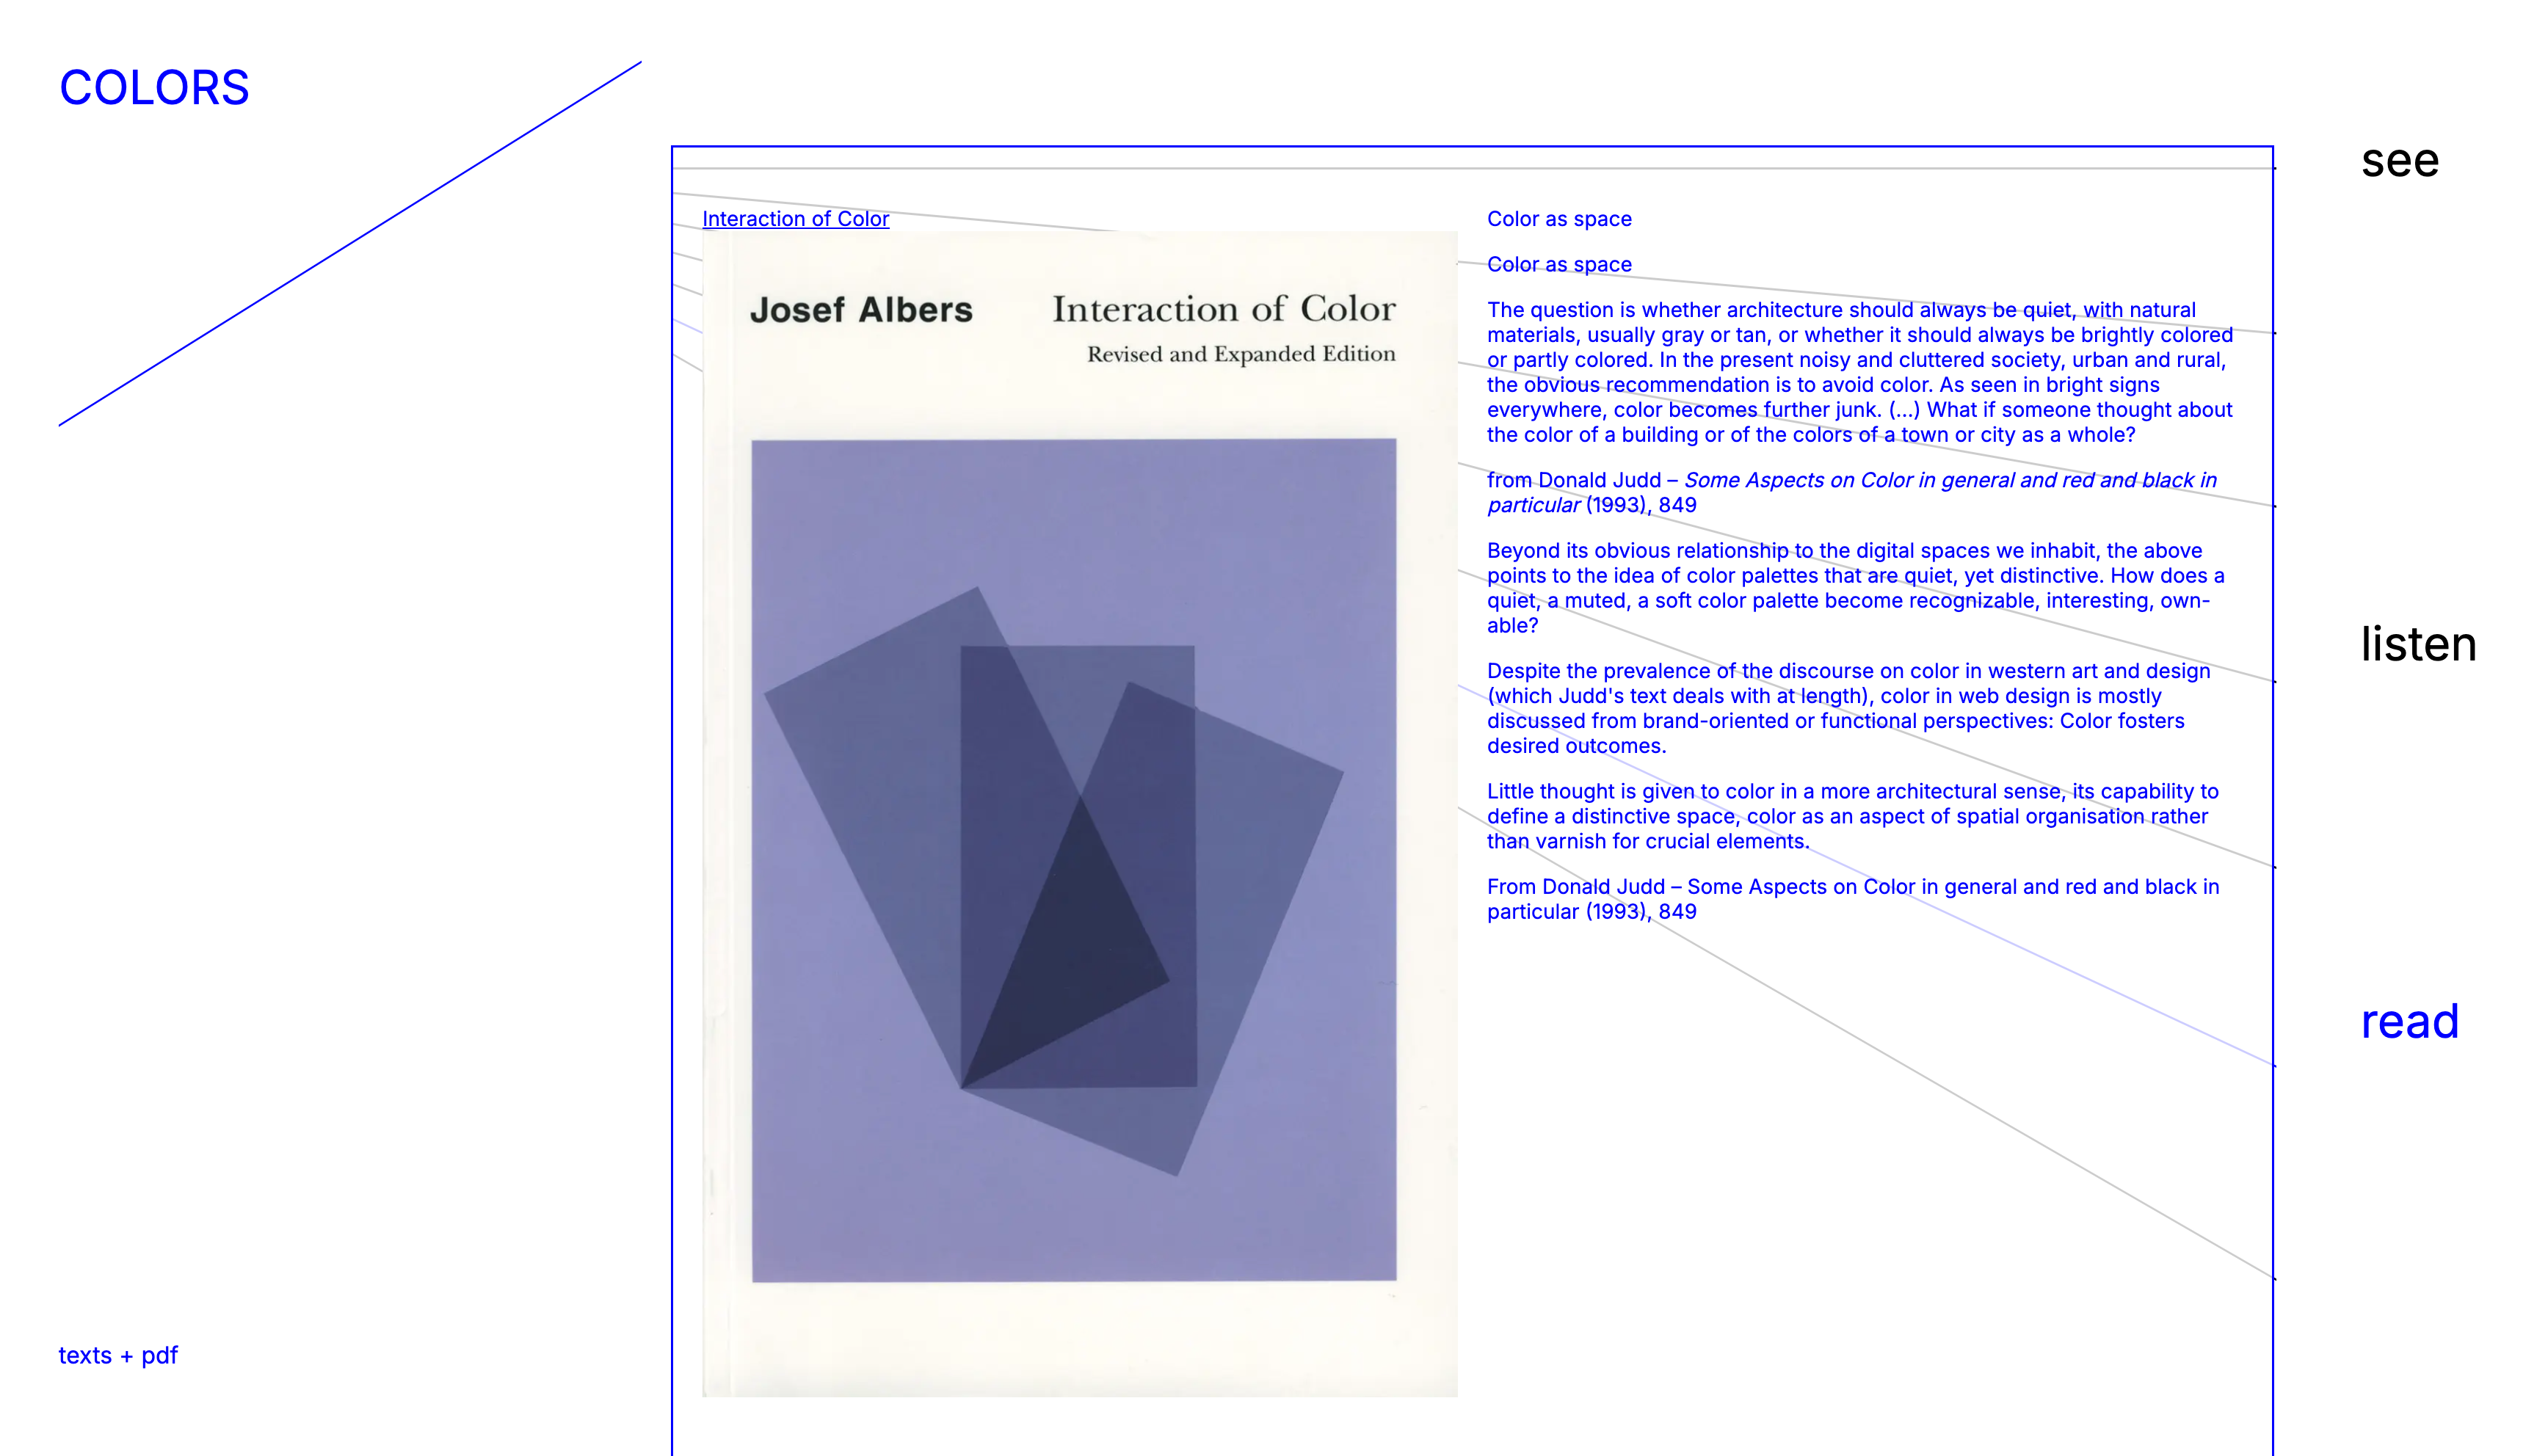 COLORS
see
Interaction of Color
Josef Albers
Interaction of Color
Revised and Expanded Edition
Color as space
Color as space
The question is whether architecture should always be quiet, with natural
materials, usually gray or tan, or whether it should always be brightly colored
or partly colored. In the present noisy and cluttered society, urban and rural,
the obvious recommendation is to avoid color. As seen in bright signs
everywhere, color becomes further junk. (...) What if someone thought about
the color of a building or of the colors of a town or city as a whole?
from Donald Judd – Some Aspects on Color in general and red and black in
particular (1993), 849
Beyond its obvious relationship to the digital spaces we inhabit, the above
points to the idea of color palettes that are quiet, yet distinctive. How does a
quiet, a muted, a soft color palette become recognizable, interesting, own-
able?
Despite the prevalence of the discourse on color in western art and design
(which Judd's text deals with at length), color in web design is mostly
discussed from brand-oriented or functional perspectives: Color fosters
desired outcomes.
Little thought is given to color in a more architectural sense, its capability to
define a distinctive space, color as an aspect of spatial organisation rather
than varnish for crucial elements.
From Donald Judd – Some Aspects on Color in general and red and black in
particular (1993), 849
listen
read
texts + pdf